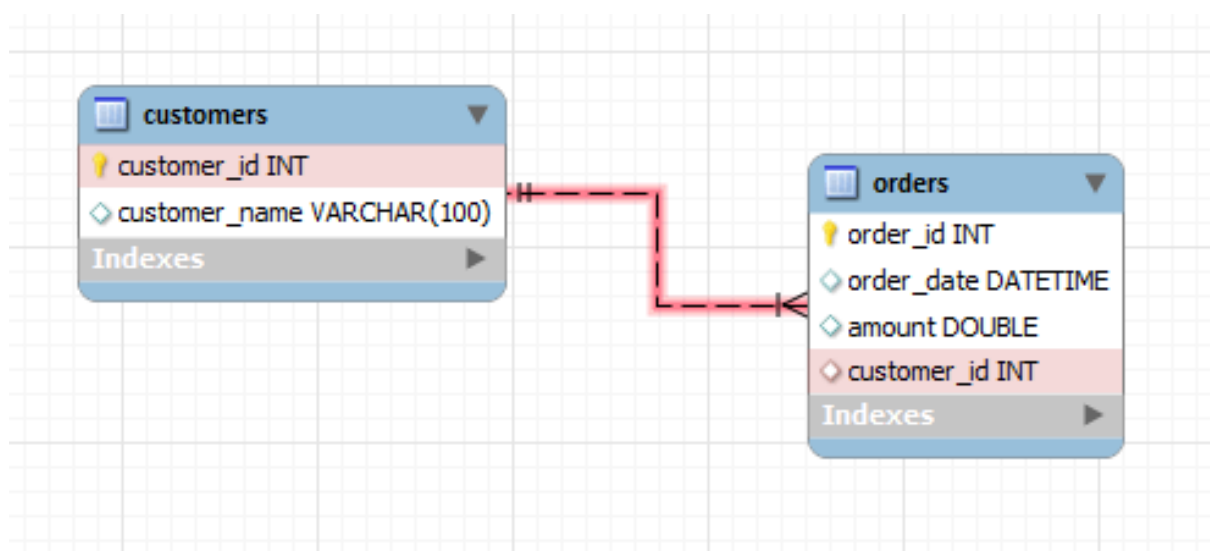 customers
customer_id INT
customer_name VARCHAR(100)
Indexes
orders
order_id INT
order_date DATETIME
amount DOUBLE
customer_id INT
Indexes